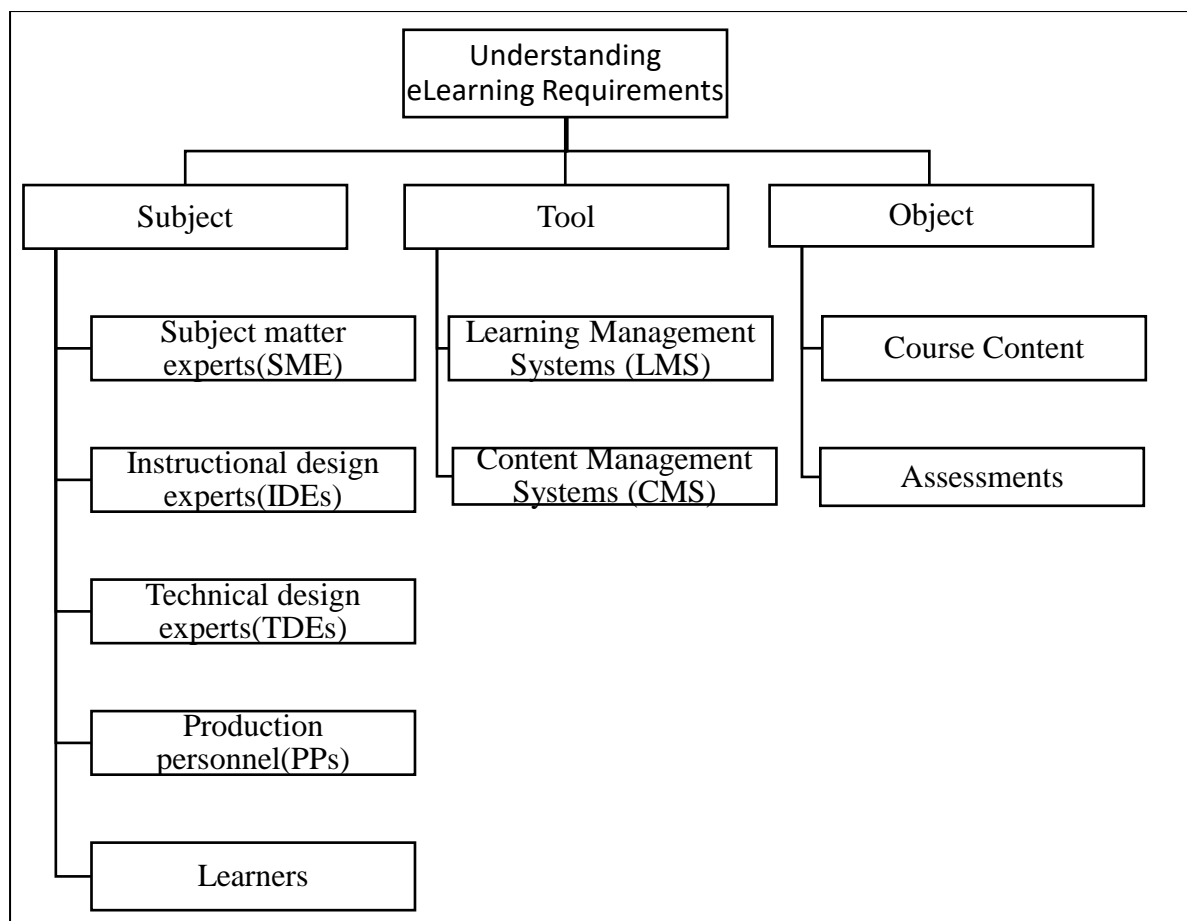 Understanding
eLearning Requirements
Subject
Tool
Object
Subject matter
experts(SME)
Instructional design
experts(IDEs)
Technical design
experts(TDEs)
Production
personnel(PPs)
Learners
Learning Management
Systems (LMS)
Content Management
Systems (CMS)
Course Content
Assessments